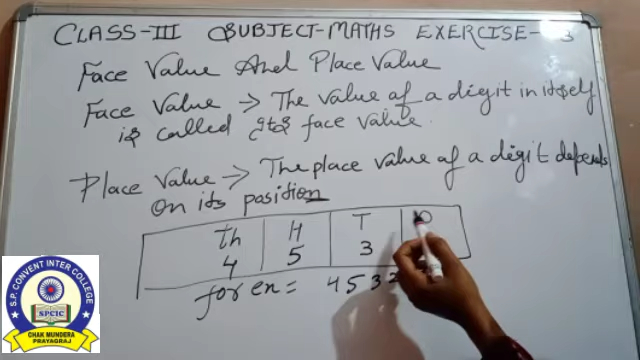 CLASS-III SUBJECT-MATHS EXERCISE- 3
Face Value And Place Value
Face Value → The value of a digit in itself
is called its face value.
Place Value → The place value of a digit depends
on its position
Th H T O
4 5 3
for ex = 453
S.P. CONVENT INTER COLLEGE
SPCIC
CHAK MUNDERA
PRAYAGRAJ